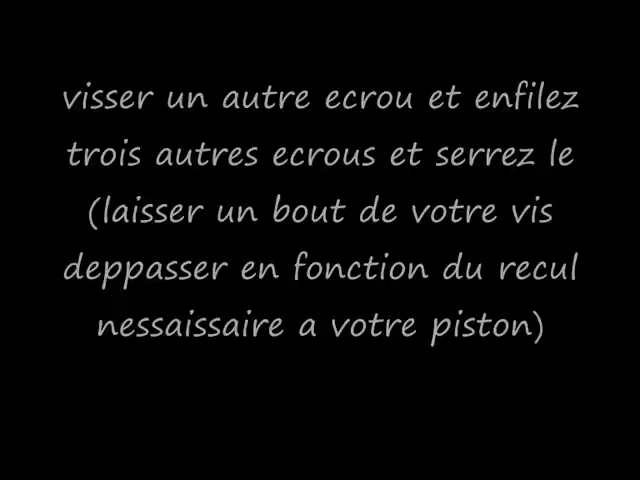 visser un autre ecrou et enfilez
trois autres ecrous et serrez le
(laisser un bout de votre vis
deppasser en fonction du recul
nessaissaire a votre piston)